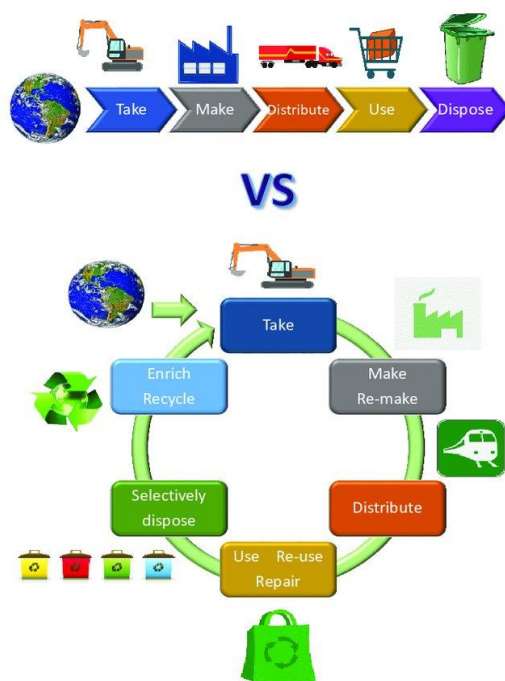 Take
Make
Distribute
Use
Dispose
VS
Take
Enrich
Recycle
Make
Re-make
Selectively
dispose
Distribute
Use Re-use
Repair